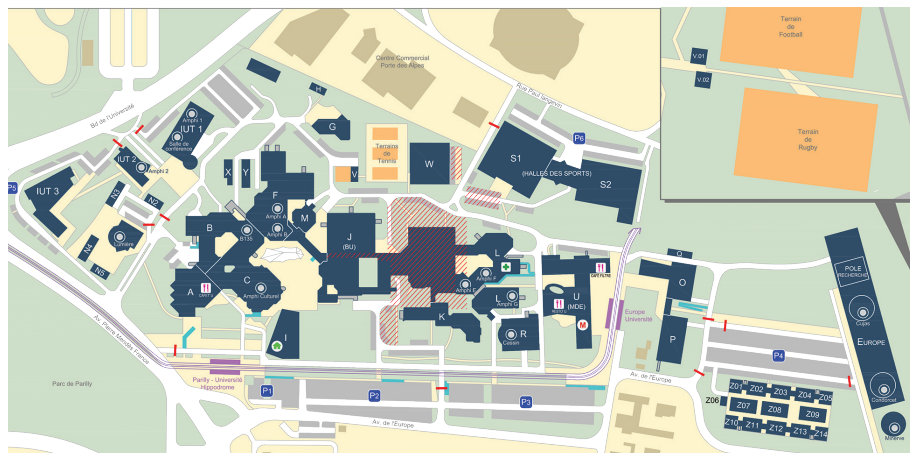 Terrain
de
Football
V.01
V.02
Terrain
de
Rugby
Centre Commercial
Porte des Alpes
Rue Paul langevin
Bd de l'Université
H
G
Terrains
de
Tennis
V
W
P6
S1
(HALLES DES SPORTS)
S2
Amphi 1
IUT 1
Salle de
conférence
IUT 2
Amphi 2
P5
IUT 3
N3
N2
N4
N5
Lumière
X
Y
F
Amphi A
Amphi B
M
B
B135
J
(BU)
A
C
Amphi Culturel
I
L
Amphi F
Amphi E
L
Amphi G
K
R
Cassin
U
(MDE)
M
Europe
Université
Q
O
P
POLE
RECHERCHE
Cujas
EUROPE
Condorcet
Minerve
P4
Z01
Z02
Z03
Z04
Z05
Z06
Z07
Z08
Z09
Z10
Z11
Z12
Z13
Z14
Av. Pierre Mendès France
Parc de Parilly
Parilly - Université
Hippodrome
P1
P2
P3
Av. de l'Europe
Av. de l'Europe